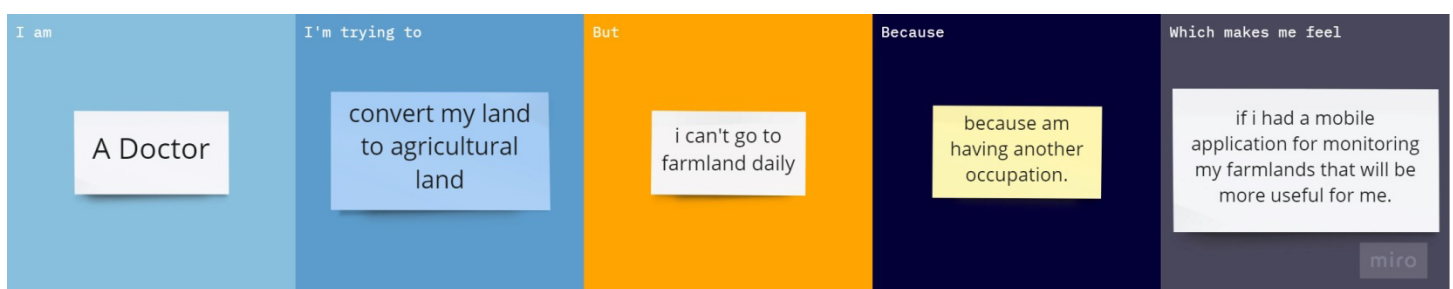 I am
A Doctor
I'm trying to
convert my land
to agricultural
land
But
i can't go to
farmland daily
Because
because am
having another
occupation.
Which makes me feel
if i had a mobile
application for monitoring
my farmlands that will be
more useful for me.
miro